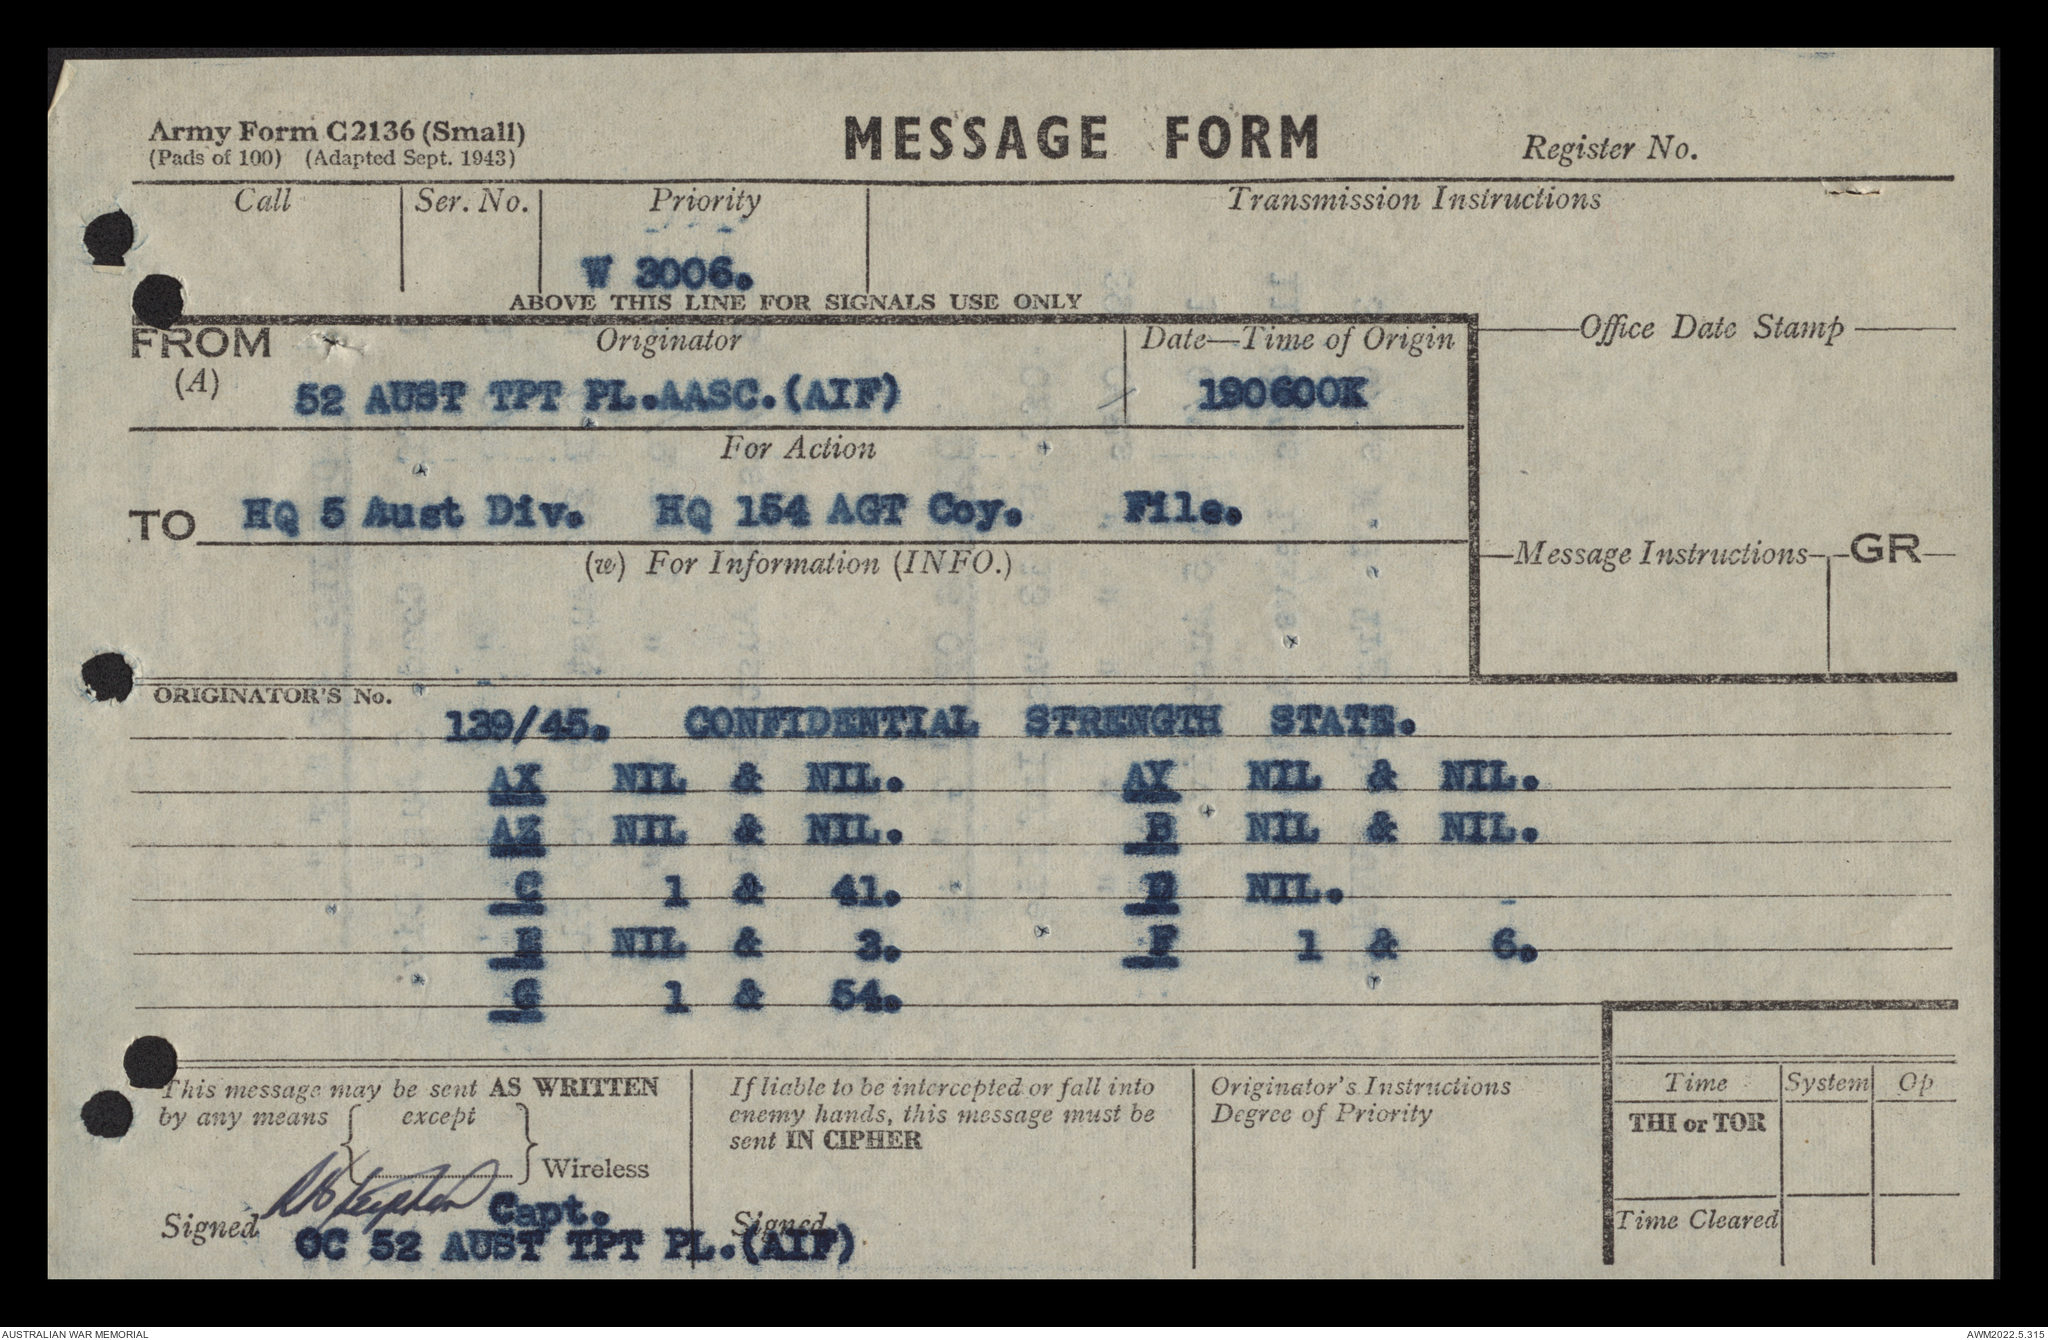 Army Form C2136 (Small)
(Pads of 100) (Adapted Sept. 1943)
MESSAGE FORM
Register No.
Call
Ser. No.
Priority
Transmission Instructions
W 3006.
ABOVE THIS LINE FOR SIGNALS USE ONLY
FROM
(A)
Originator
Date—Time of Origin
Office Date Stamp
52 AUST TPT PL.AASC.(AIF)
190600K
For Action
TO
HQ 5 Aust Div. HQ 154 AGT Coy. File.
(w) For Information (INFO.)
Message Instructions
GR
ORIGINATOR'S No.
139/45. CONFIDENTIAL STRENGTH STATE.
AX NIL & NIL. AY NIL & NIL.
AZ NIL & NIL. B NIL & NIL.
C 1 & 41. D NIL.
E NIL & 3. F 1 & 6.
G 1 & 54.
This message may be sent AS WRITTEN
by any means
except
Wireless
Signed
Capt.
OC 52 AUST TPT PL.(AIF)
If liable to be intercepted or fall into
enemy hands, this message must be
sent IN CIPHER
Signed
Originator's Instructions
Degree of Priority
Time
System
Op
THI or TOR
Time Cleared
AUSTRALIAN WAR MEMORIAL
AWM2022.5.315